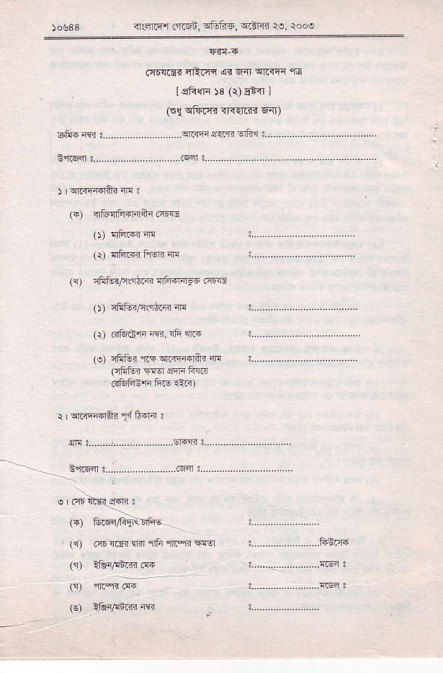 ১০৬৪৪ বাংলাদেশ গেজেট, অতিরিক্ত, অক্টোবর ২৩, ২০০৩
ফরম-ক
সেচযন্ত্রের লাইসেন্স এর জন্য আবেদন পত্র
[ প্রবিধান ১৪ (২) দ্রষ্টব্য ]
(শুধু অফিসের ব্যবহারের জন্য)
ক্রমিক নম্বর ঃ........................আবেদন গ্রহণের তারিখ ঃ..................................
উপজেলা ঃ..........................জেলা ঃ....................................................
১। আবেদনকারীর নাম ঃ
(ক) ব্যক্তিমালিকানাধীন সেচযন্ত্র
(১) মালিকের নাম ঃ................................
(২) মালিকের পিতার নাম ঃ................................
(খ) সমিতির/সংগঠনের মালিকানাভুক্ত সেচযন্ত্র
(১) সমিতির/সংগঠনের নাম ঃ................................
(২) রেজিষ্ট্রেশন নম্বর, যদি থাকে ঃ................................
(৩) সমিতির পক্ষে আবেদনকারীর নাম ঃ................................
(সমিতির ক্ষমতা প্রদান বিষয়ে
রেজিলিউশন দিতে হইবে)
২। আবেদনকারীর পূর্ণ ঠিকানা ঃ
গ্রাম ঃ..........................ডাকঘর ঃ..........................
উপজেলা ঃ......................জেলা ঃ............................
৩। সেচ যন্ত্রের প্রকার ঃ
(ক) ডিজেল/বিদ্যুৎ চালিত ঃ.....................
(খ) সেচ যন্ত্রের দ্বারা পানি পাম্পের ক্ষমতা ঃ.....................কিউসেক
(গ) ইঞ্জিন/মটরের মেক ঃ.....................মডেল ঃ
(ঘ) পাম্পের মেক ঃ.....................মডেল ঃ
(ঙ) ইঞ্জিন/মটরের নম্বর ঃ.....................